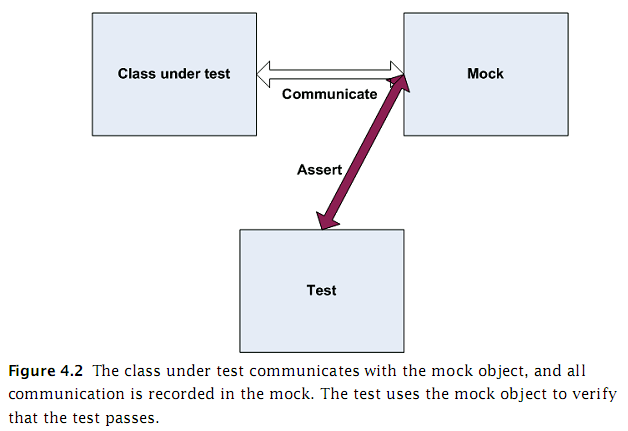 Class under test
Mock
Communicate
Assert
Test
Figure 4.2 The class under test communicates with the mock object, and all
communication is recorded in the mock. The test uses the mock object to verify
that the test passes.